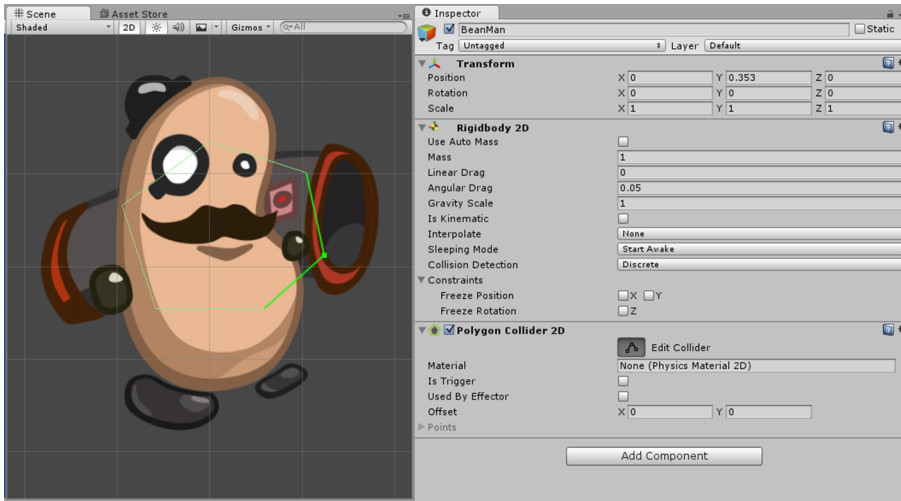 Scene Asset Store
Shaded 2D Gizmos All
Inspector
BeanMan Static
Tag Untagged Layer Default
Transform
Position X 0 Y 0.353 Z 0
Rotation X 0 Y 0 Z 0
Scale X 1 Y 1 Z 1
Rigidbody 2D
Use Auto Mass
Mass 1
Linear Drag 0
Angular Drag 0.05
Gravity Scale 1
Is Kinematic
Interpolate None
Sleeping Mode Start Awake
Collision Detection Discrete
Constraints
Freeze Position X Y
Freeze Rotation Z
Polygon Collider 2D
Edit Collider
Material None (Physics Material 2D)
Is Trigger
Used By Effector
Offset X 0 Y 0
Points
Add Component